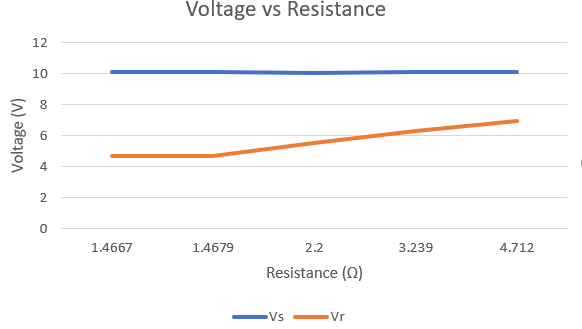 Voltage vs Resistance
12
10
8
6
4
2
0
Voltage (V)
1.4667 1.4679 2.2 3.239 4.712
Resistance (Ω)
Vs Vr